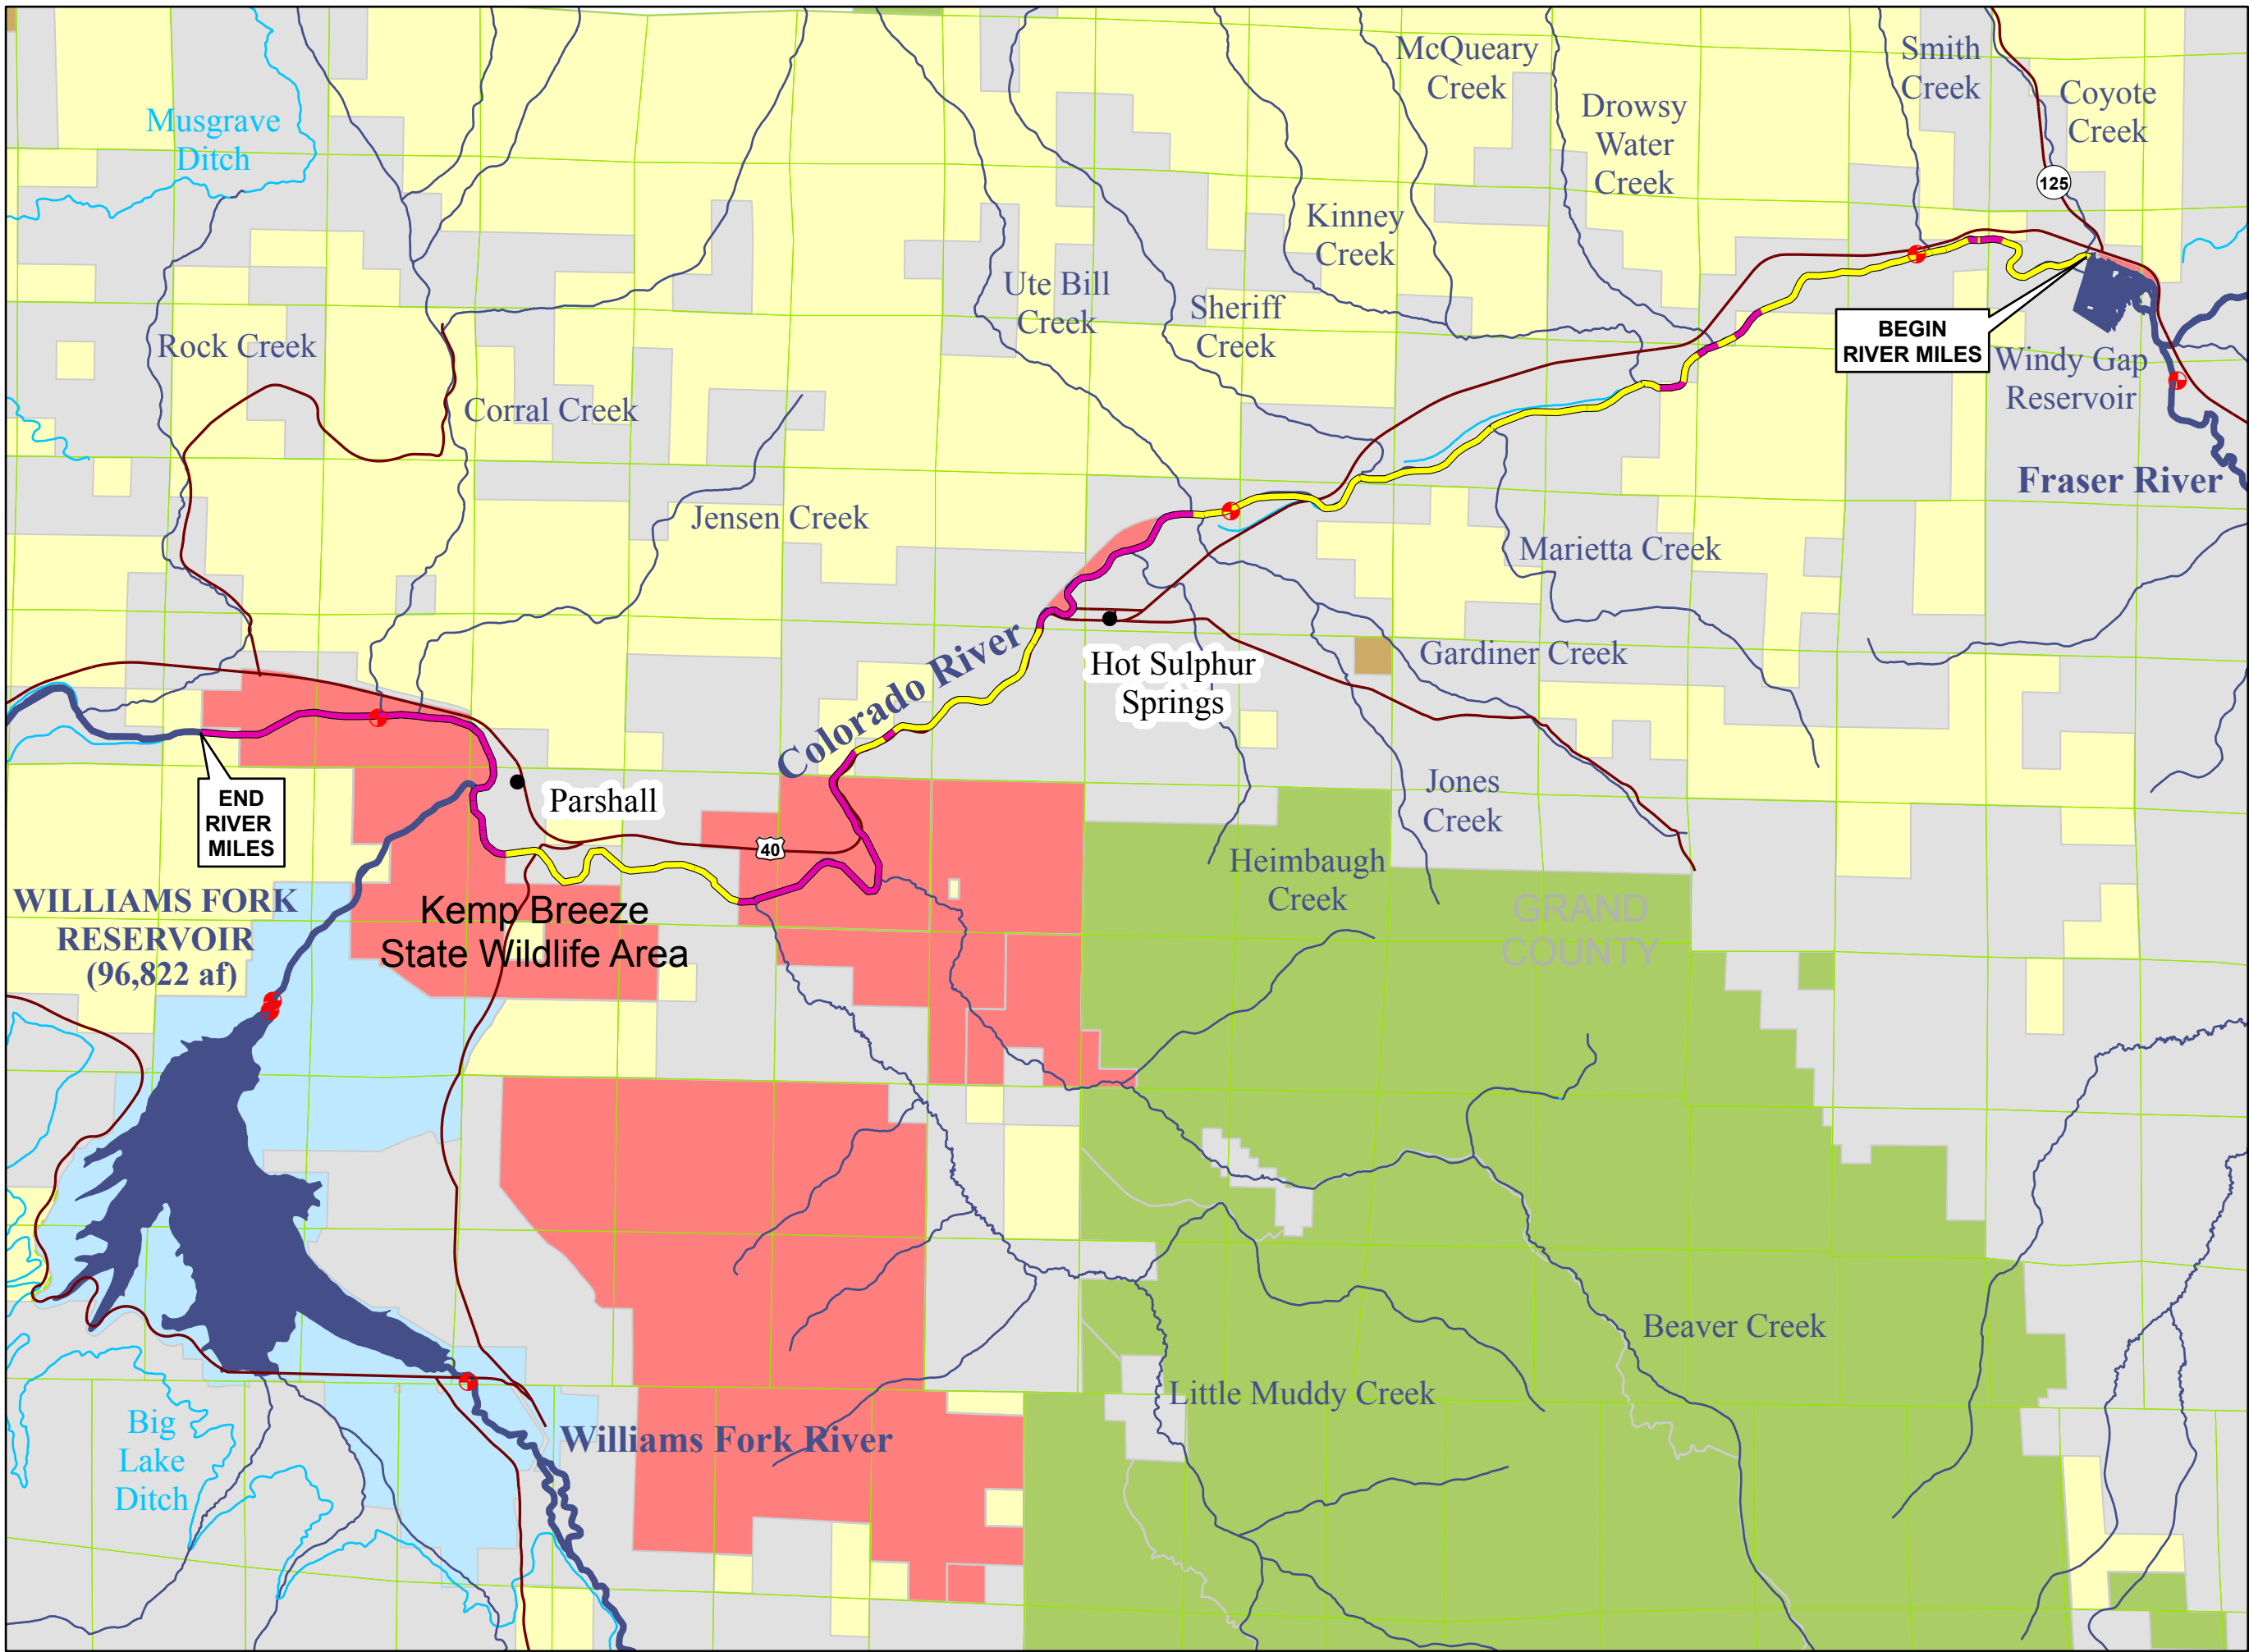 McQueary
Creek
Smith
Creek
Coyote
Creek
Drowsy
Water
Creek
Musgrave
Ditch
125
Kinney
Creek
Ute Bill
Creek
Sheriff
Creek
BEGIN
RIVER MILES
Windy Gap
Reservoir
Rock Creek
Corral Creek
Fraser River
Jensen Creek
Marietta Creek
Colorado River
Hot Sulphur
Springs
Gardiner Creek
END
RIVER
MILES
Parshall
40
Jones
Creek
Heimbaugh
Creek
WILLIAMS FORK
RESERVOIR
(96,822 af)
Kemp Breeze
State Wildlife Area
GRAND
COUNTY
Beaver Creek
Little Muddy Creek
Big
Lake
Ditch
Williams Fork River